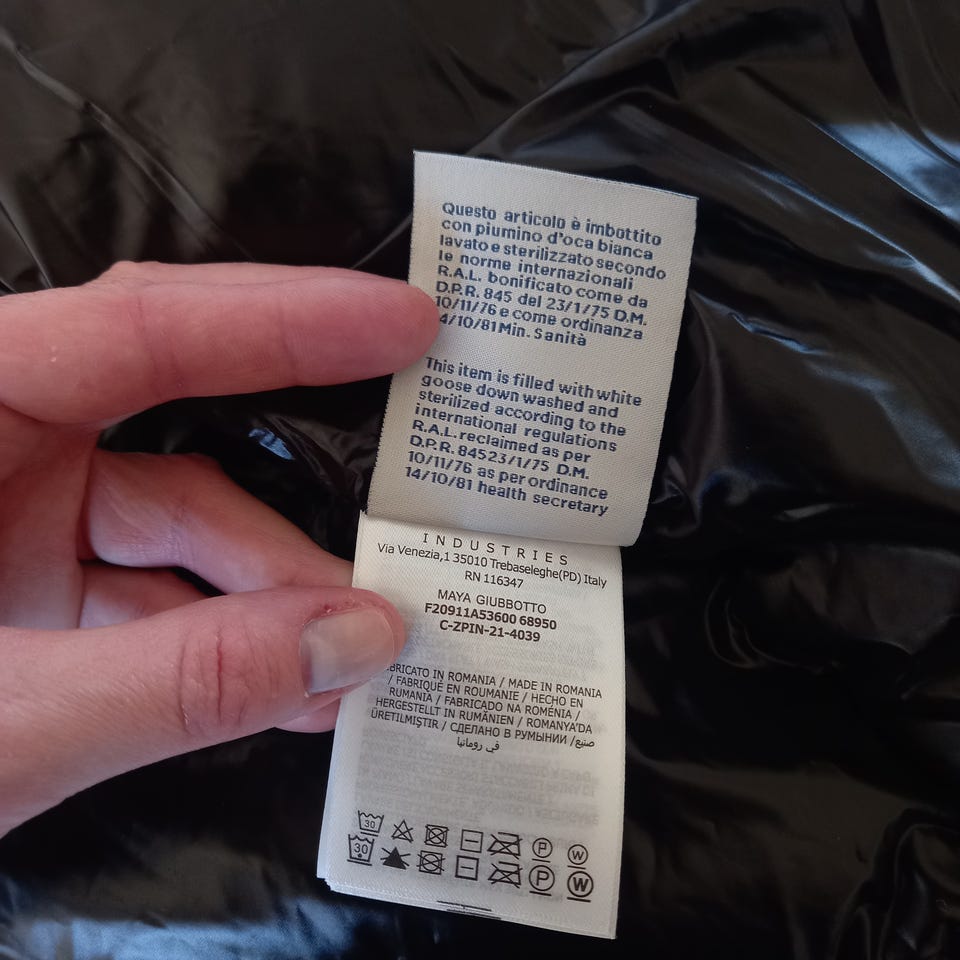 Questo articolo è imbottito
con piumino d'oca bianca
lavato e sterilizzato secondo
le norme internazionali
R.A.L. bonificato come da
D.P.R. 845 del 23/1/75 D.M.
10/11/76 e come ordinanza
4/10/81 Min. Sanità
This item is filled with white
goose down washed and
sterilized according to the
international regulations
R.A.L. reclaimed as per
D.P.R. 84523/1/75 D.M.
10/11/76 as per ordinance
14/10/81 health secretary
INDUSTRIES
Via Venezia,1 35010 Trebaseleghe(PD) Italy
RN 116347
MAYA GIUBBOTTO
F20911A53600 68950
C-ZPIN-21-4039
BRICATO IN ROMANIA / MADE IN ROMANIA
/ FABRIQUÉ EN ROUMANIE / HECHO EN
RUMANIA / FABRICADO NA ROMÉNIA /
HERGESTELLT IN RUMÄNIEN / ROMANYA'DA
ÜRETILMIŞTIR / СДЕЛАНО В РУМЫНИИ / صنيع
في رومانيا
30 P W
30 P W